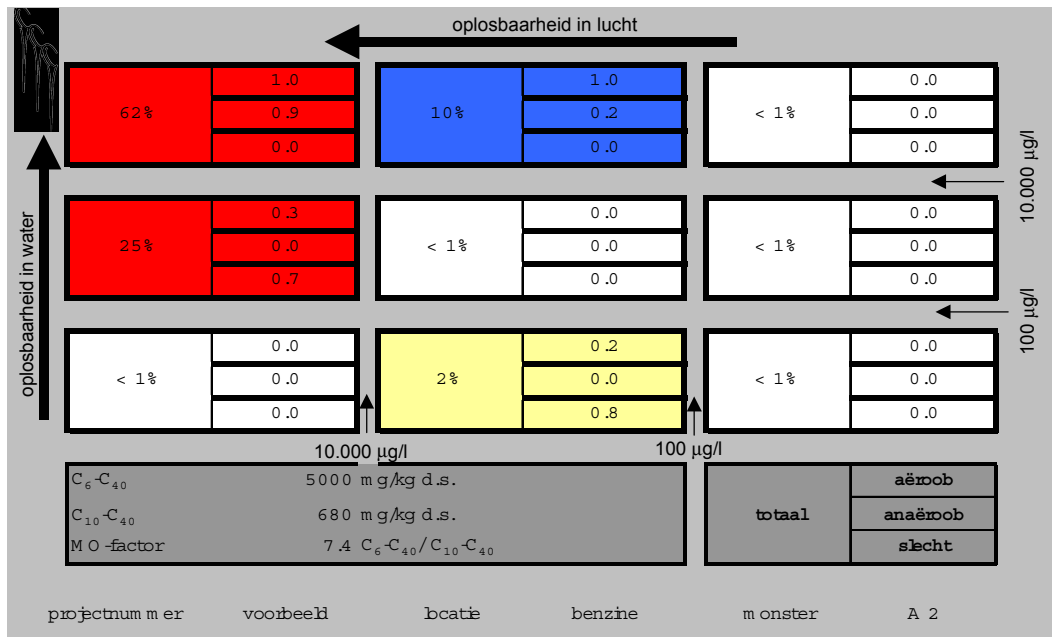 oplosbaarheid in lucht
oplosbaarheid in water
62%
1.0
0.9
0.0
10%
1.0
0.2
0.0
< 1%
0.0
0.0
0.0
10.000 µg/l
25%
0.3
0.0
0.7
< 1%
0.0
0.0
0.0
< 1%
0.0
0.0
0.0
100 µg/l
< 1%
0.0
0.0
0.0
2%
0.2
0.0
0.8
< 1%
0.0
0.0
0.0
10.000 µg/l
100 µg/l
C₆-C₄₀ 5000 mg/kg d.s.
C₁₀-C₄₀ 680 mg/kg d.s.
MO-factor 7.4 C₆-C₄₀/C₁₀-C₄₀
totaal
aëroob
anaëroob
slecht
projectnummer voorbeeld locatie benzine monster A2